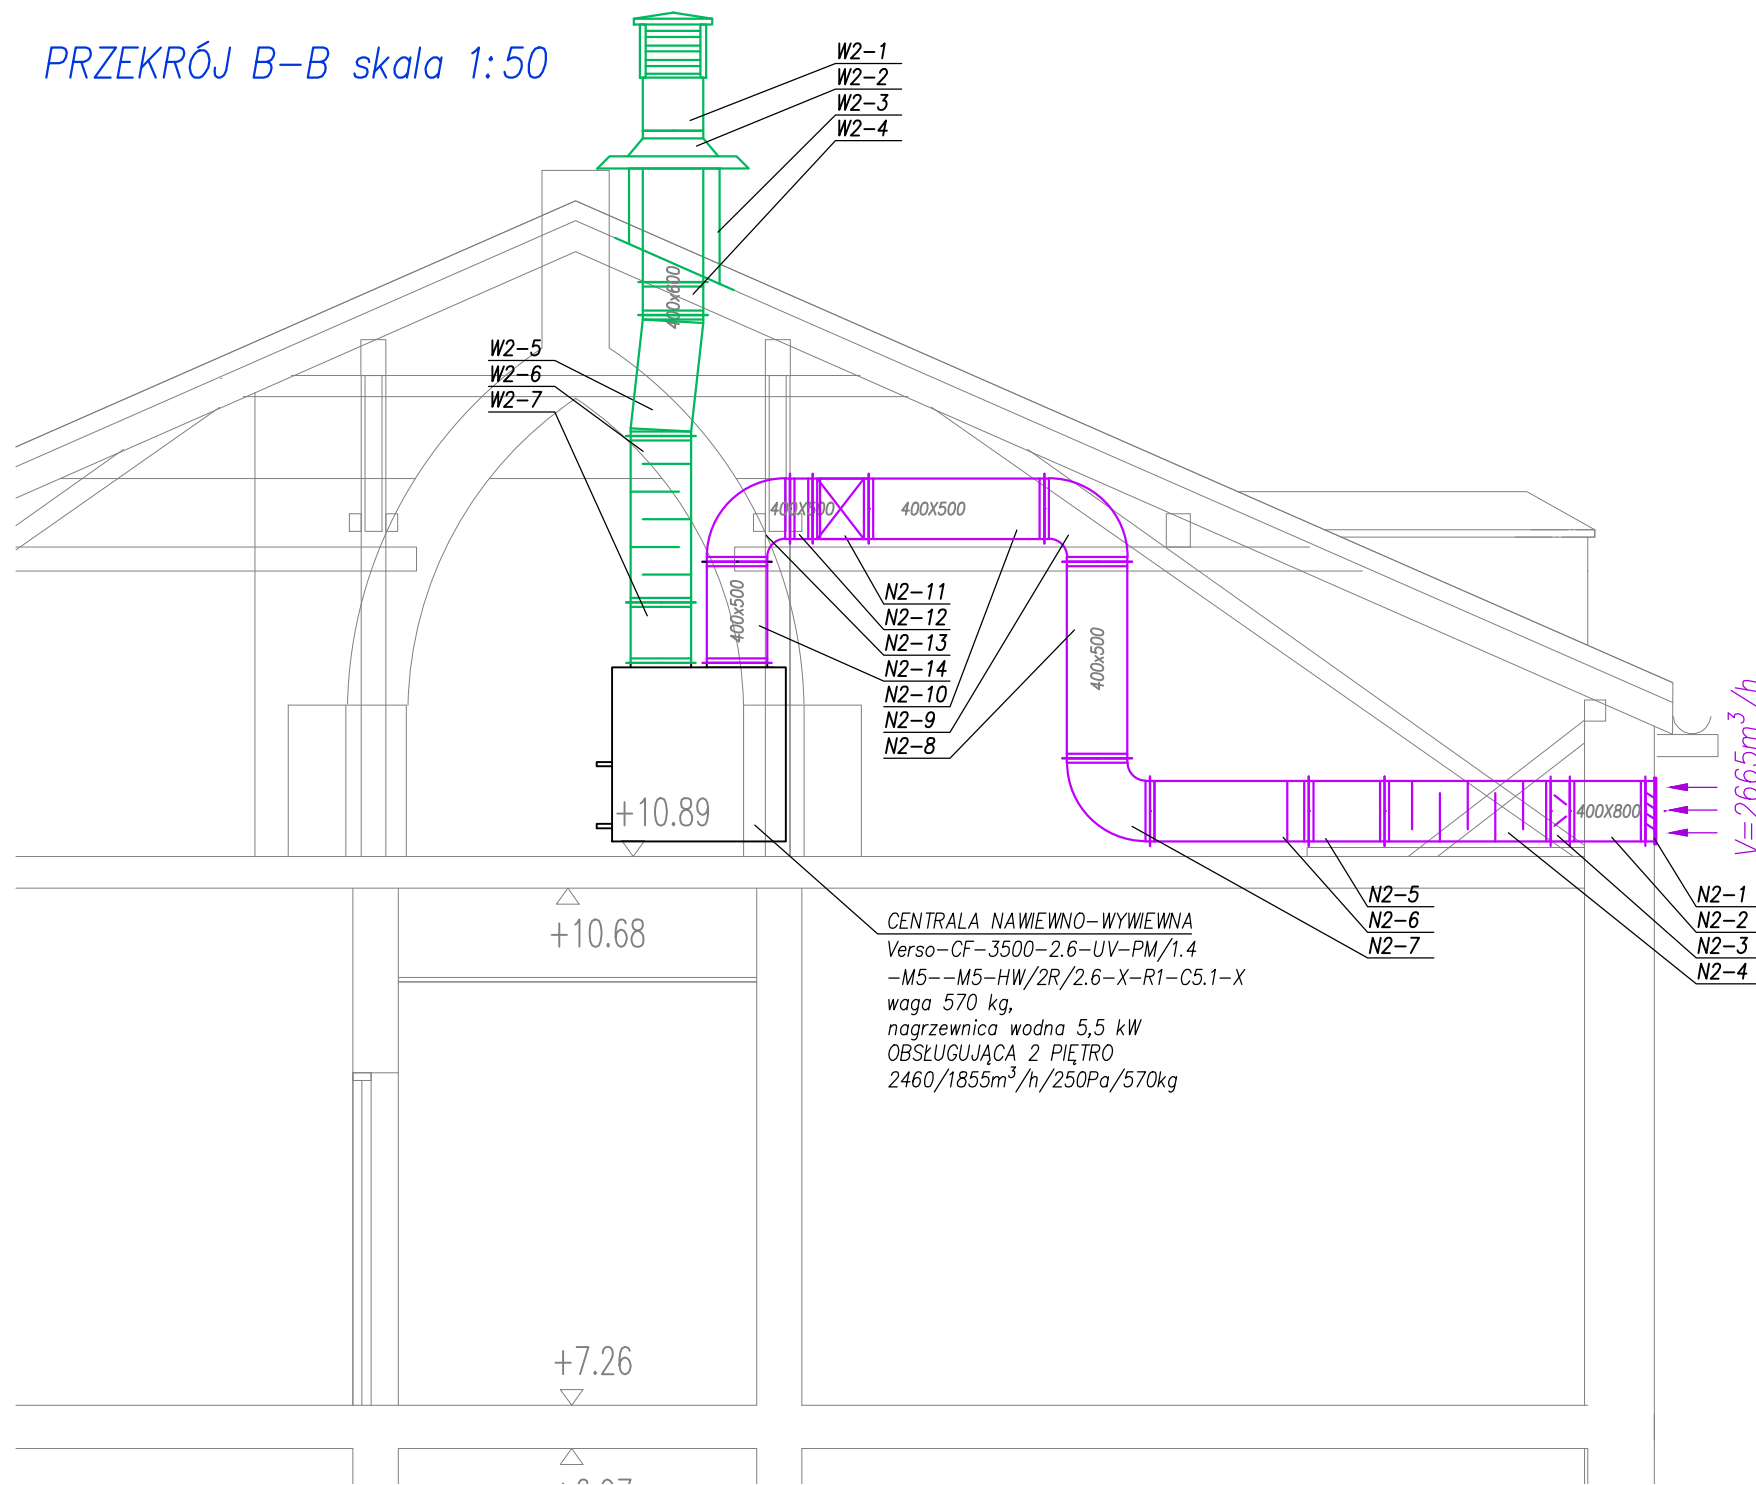 PRZEKRÓJ B-B skala 1:50
W2-1
W2-2
W2-3
W2-4
400x600
W2-5
W2-6
W2-7
400X500
400X500
400x500
400x500
N2-11
N2-12
N2-13
N2-14
N2-10
N2-9
N2-8
V=2665m³/h
400X800
+10.89
N2-5
N2-6
N2-7
N2-1
N2-2
N2-3
N2-4
+10.68
CENTRALA NAWIEWNO-WYWIEWNA
Verso-CF-3500-2.6-UV-PM/1.4
-M5--M5-HW/2R/2.6-X-R1-C5.1-X
waga 570 kg,
nagrzewnica wodna 5,5 kW
OBSŁUGUJĄCA 2 PIĘTRO
2460/1855m³/h/250Pa/570kg
+7.26